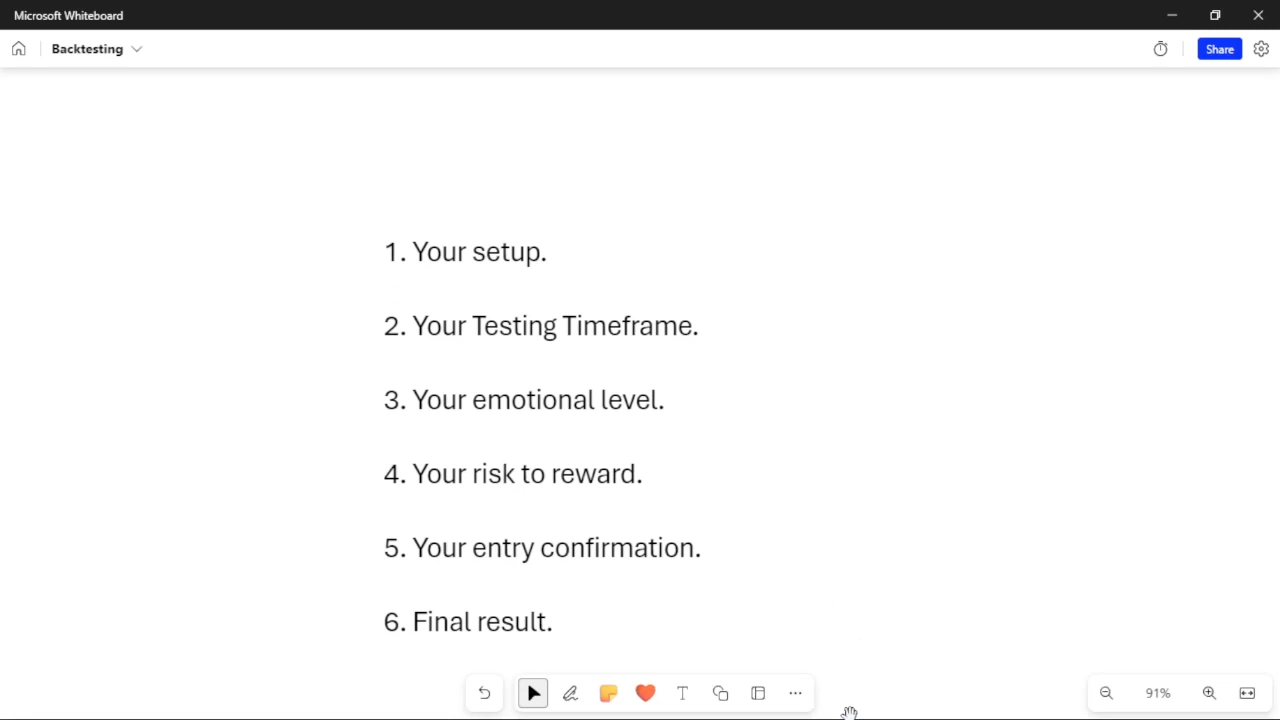 Microsoft Whiteboard
Backtesting
Share
1. Your setup.
2. Your Testing Timeframe.
3. Your emotional level.
4. Your risk to reward.
5. Your entry confirmation.
6. Final result.
91%